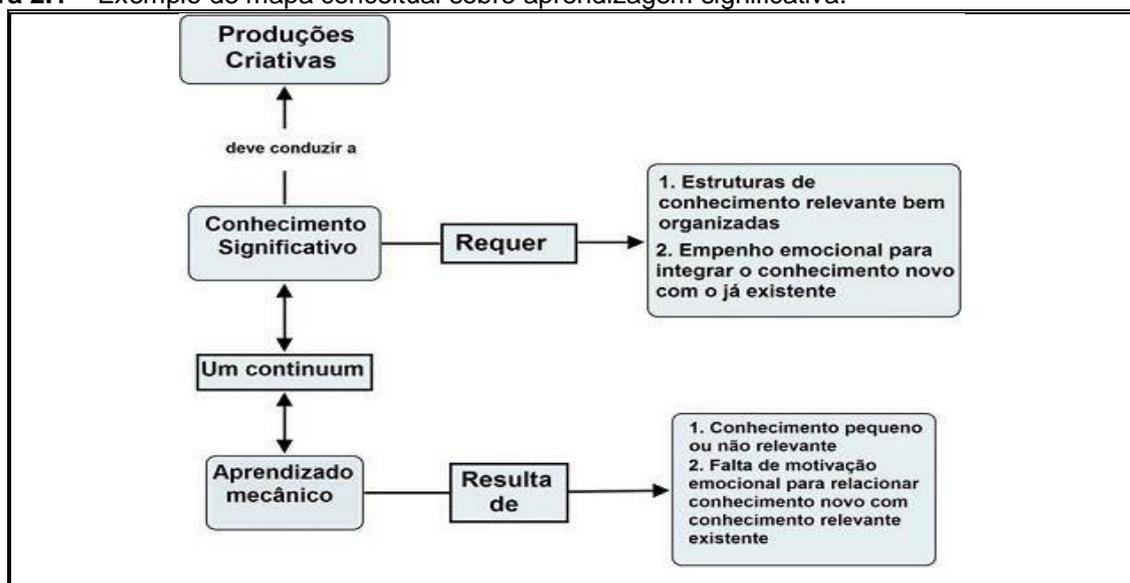 Exemplo de mapa conceitual sobre aprendizagem significativa.
Produções
Criativas
deve conduzir a
Conhecimento
Significativo
Requer
1. Estruturas de
conhecimento relevante bem
organizadas
2. Empenho emocional para
integrar o conhecimento novo
com o já existente
Um continuum
Aprendizado
mecânico
Resulta
de
1. Conhecimento pequeno
ou não relevante
2. Falta de motivação
emocional para relacionar
conhecimento novo com
conhecimento relevante
existente